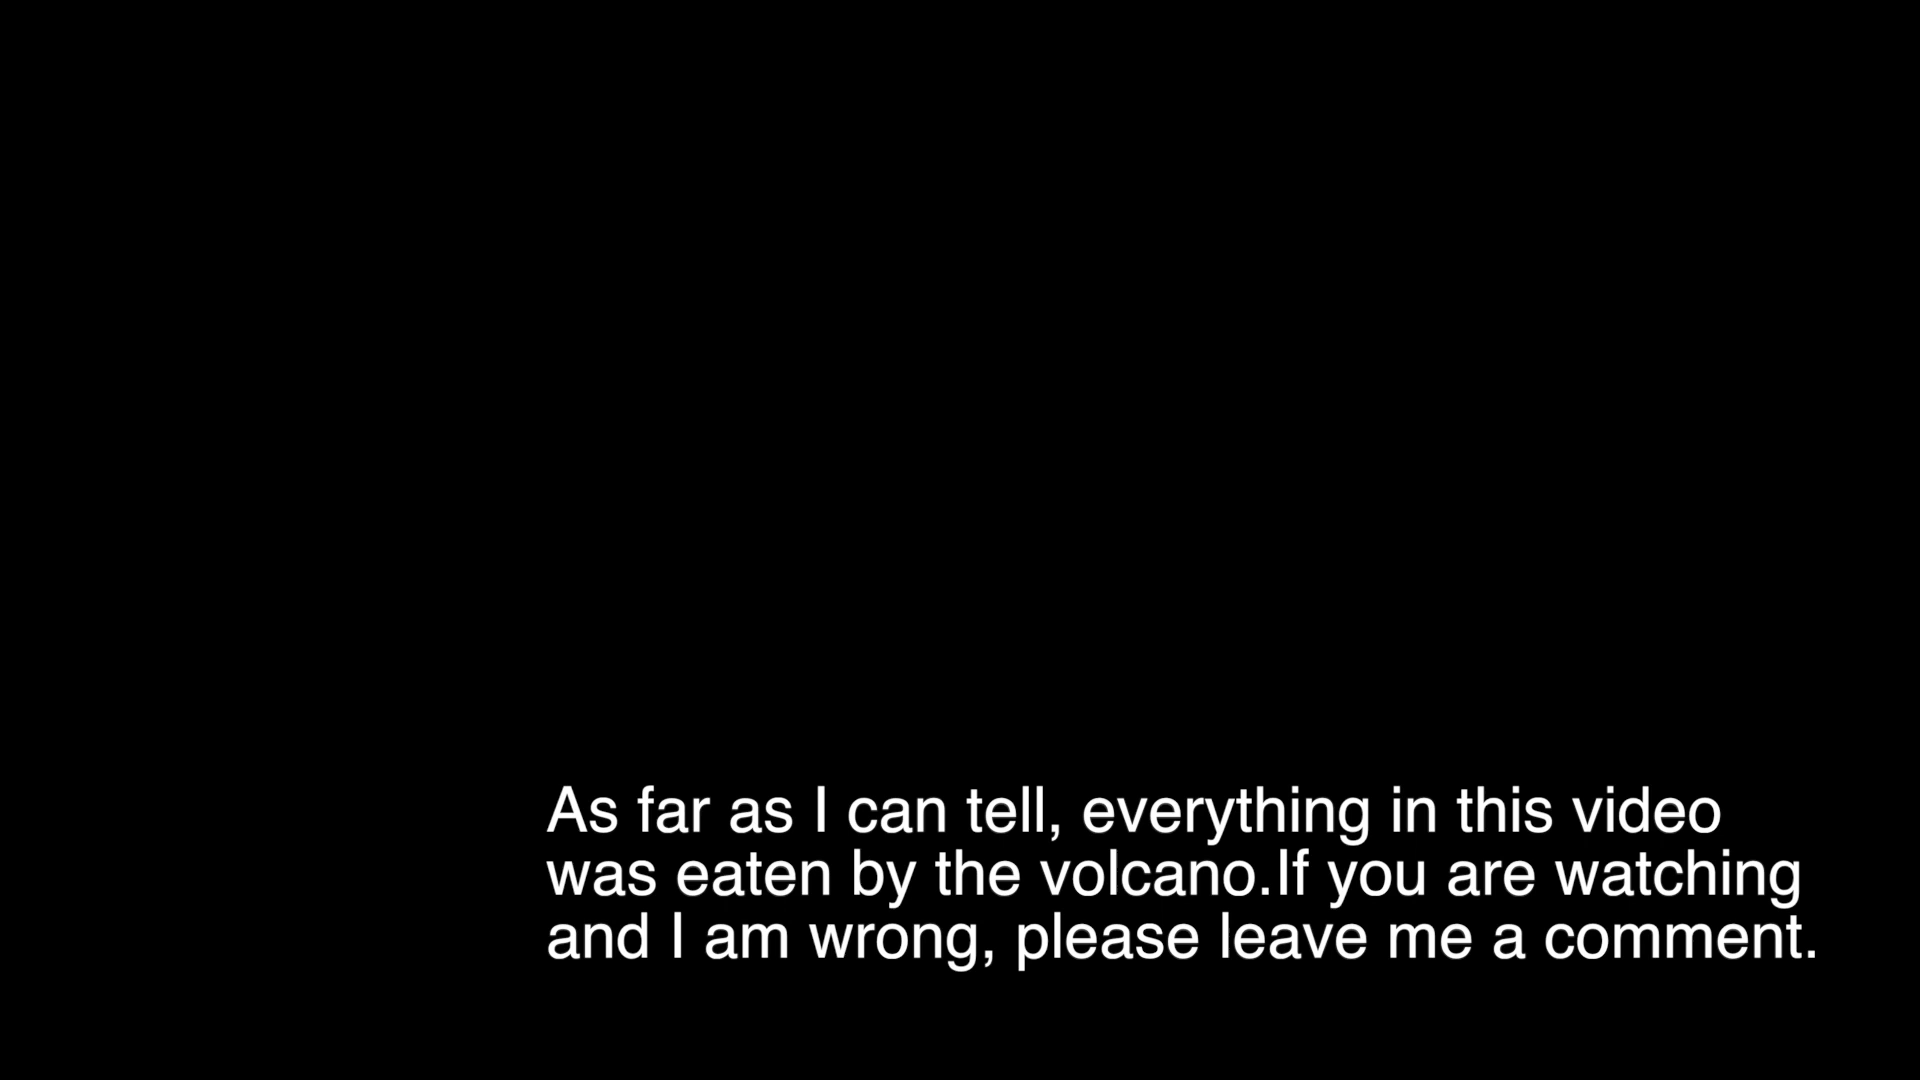 As far as I can tell, everything in this video
was eaten by the volcano.If you are watching
and I am wrong, please leave me a comment.